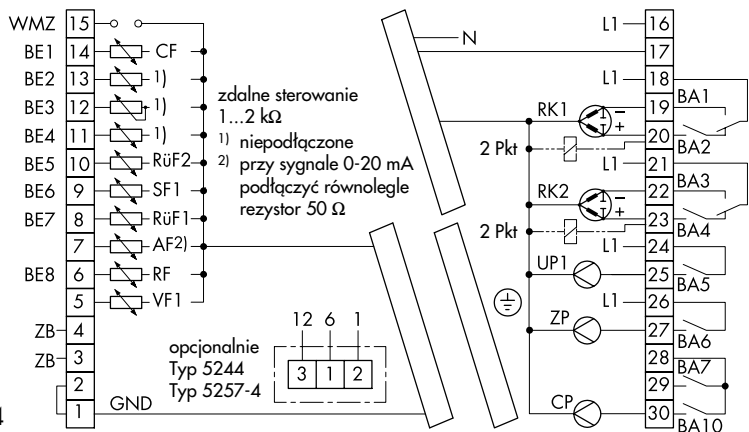 WMZ 15
BE1 14 CF
BE2 13 1)
BE3 12 1)
BE4 11 1)
BE5 10 RüF2
BE6 9 SF1
BE7 8 RüF1
7 AF2)
BE8 6 RF
5 VF1
ZB 4
ZB 3
2
1 GND
4
zdalne sterowanie
1...2 kΩ
1) niepodłączone
2) przy sygnale 0-20 mA
podłączyć równolegle
rezystor 50 Ω
opcjonalnie
Typ 5244
Typ 5257-4
12 6 1
3 1 2
L1 16
N 17
L1 18
RK1 − 19 BA1
+ 20
2 Pkt BA2
L1 21
RK2 − 22 BA3
+ 23
2 Pkt BA4
L1 24
UP1 25 BA5
L1 26
ZP 27 BA6
28
BA7
29
CP 30 BA10